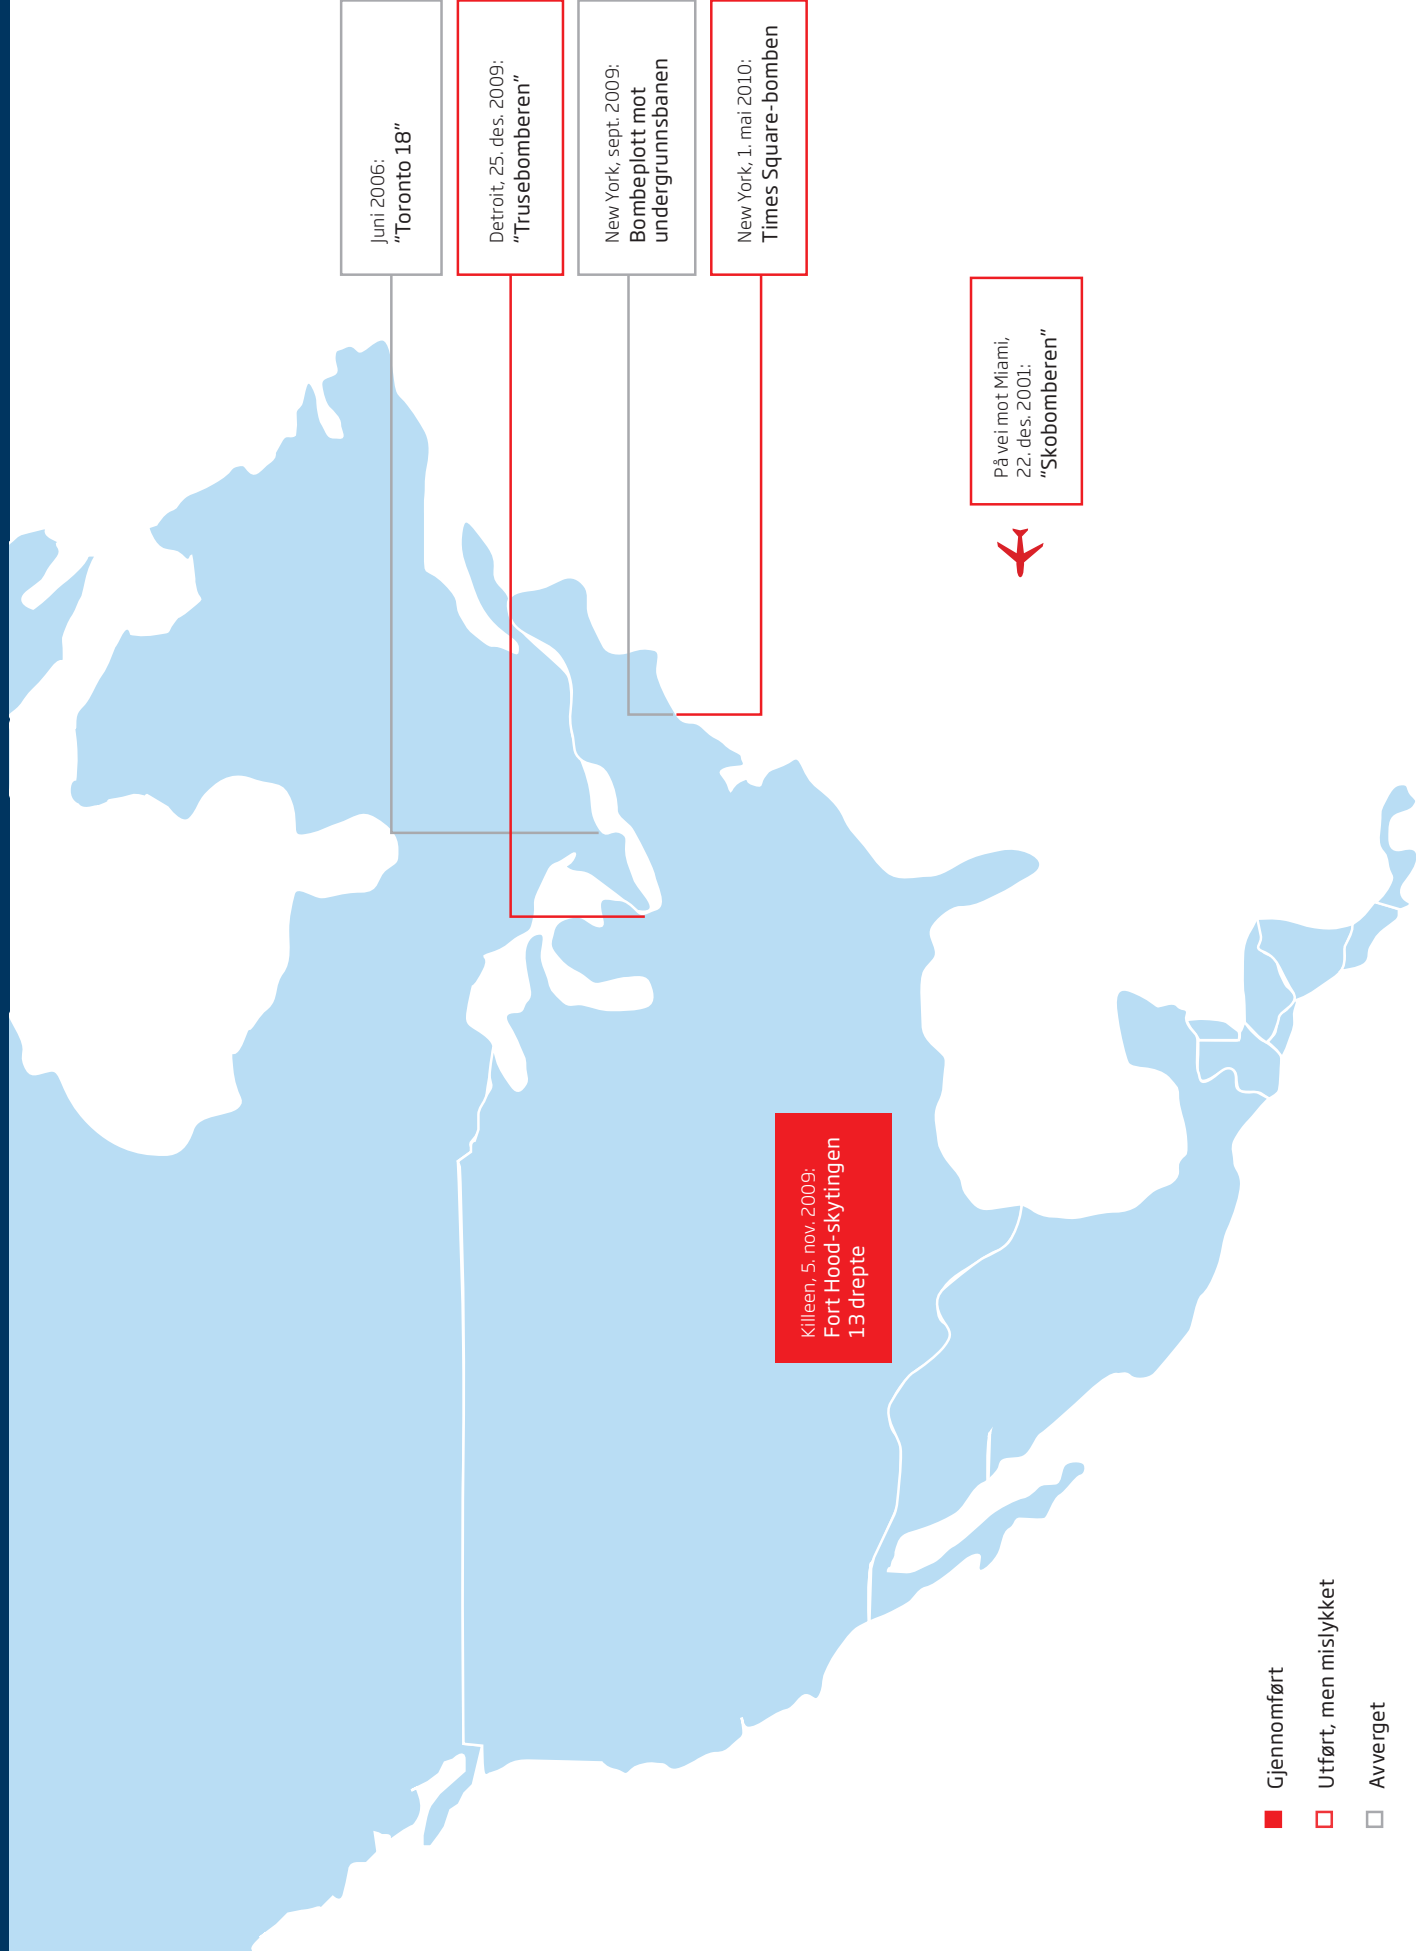 Juni 2006:
“Toronto 18”
Detroit, 25. des. 2009:
“Trusebomberen”
New York, sept. 2009:
Bombeplott mot
undergrunnsbanen
New York, 1. mai 2010:
Times Square-bomben
På vei mot Miami,
22. des. 2001:
“Skobomberen”
Killeen, 5. nov. 2009:
Fort Hood-skytingen
13 drepte
Gjennomført
Utført, men mislykket
Avverget